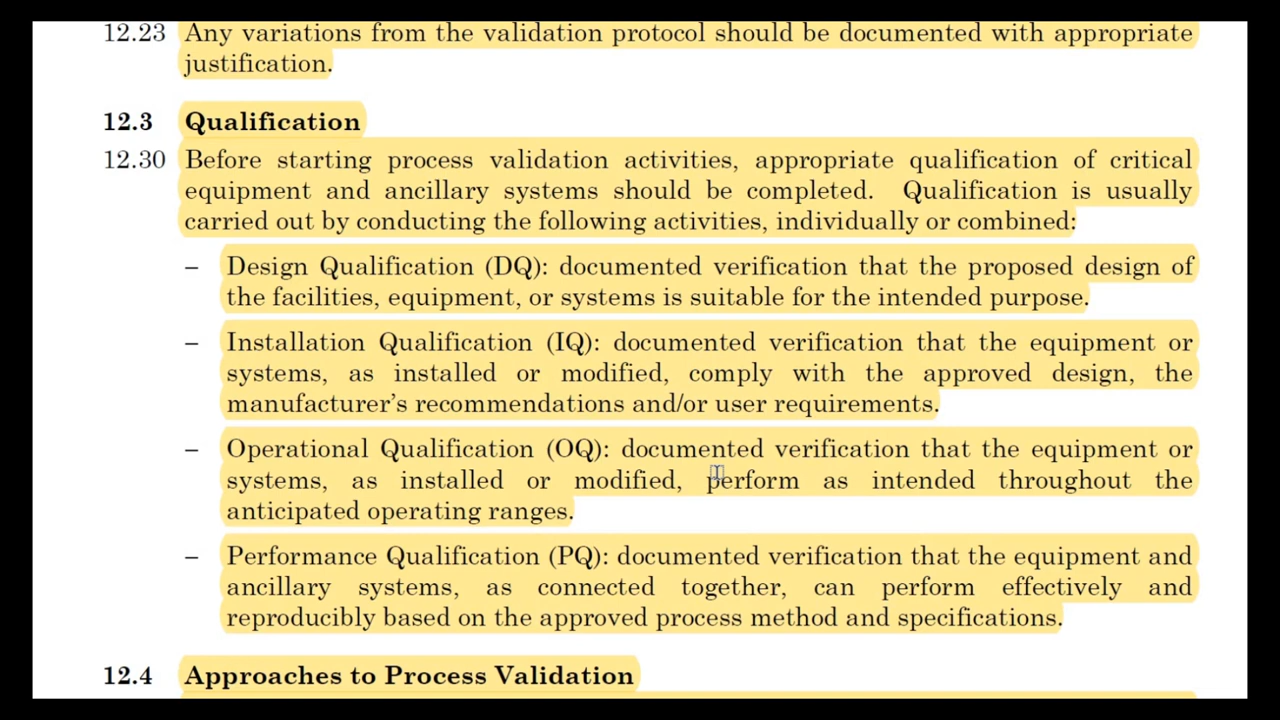 12.23 Any variations from the validation protocol should be documented with appropriate
justification.
12.3 Qualification
12.30 Before starting process validation activities, appropriate qualification of critical
equipment and ancillary systems should be completed. Qualification is usually
carried out by conducting the following activities, individually or combined:
– Design Qualification (DQ): documented verification that the proposed design of
the facilities, equipment, or systems is suitable for the intended purpose.
– Installation Qualification (IQ): documented verification that the equipment or
systems, as installed or modified, comply with the approved design, the
manufacturer’s recommendations and/or user requirements.
– Operational Qualification (OQ): documented verification that the equipment or
systems, as installed or modified, perform as intended throughout the
anticipated operating ranges.
– Performance Qualification (PQ): documented verification that the equipment and
ancillary systems, as connected together, can perform effectively and
reproducibly based on the approved process method and specifications.
12.4 Approaches to Process Validation